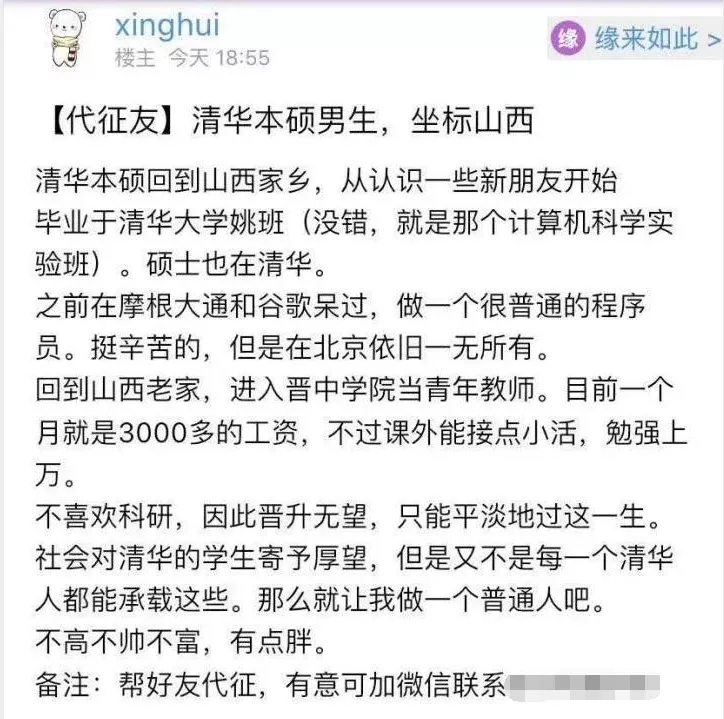 xinghui
楼主 今天 18:55
缘 缘来如此 >
【代征友】清华本硕男生，坐标山西
清华本硕回到山西家乡，从认识一些新朋友开始
毕业于清华大学姚班（没错，就是那个计算机科学实
验班）。硕士也在清华。
之前在摩根大通和谷歌呆过，做一个很普通的程序
员。挺辛苦的，但是在北京依旧一无所有。
回到山西老家，进入晋中学院当青年教师。目前一个
月就是3000多的工资，不过课外能接点小活，勉强上
万。
不喜欢科研，因此晋升无望，只能平淡地过这一生。
社会对清华的学生寄予厚望，但是又不是每一个清华
人都能承载这些。那么就让我做一个普通人吧。
不高不帅不富，有点胖。
备注：帮好友代征，有意可加微信联系